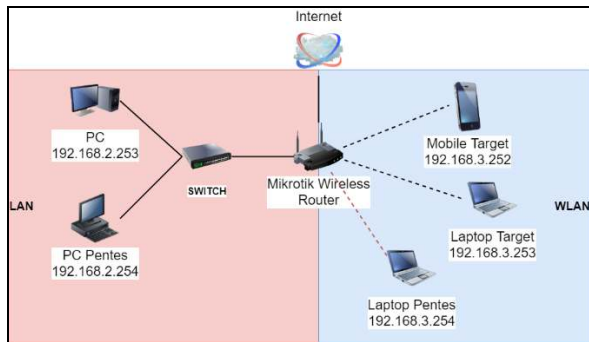 Internet
PC
192.168.2.253
SWITCH
Mikrotik Wireless
Router
Mobile Target
192.168.3.252
LAN
PC Pentes
192.168.2.254
Laptop Target
192.168.3.253
WLAN
Laptop Pentes
192.168.3.254